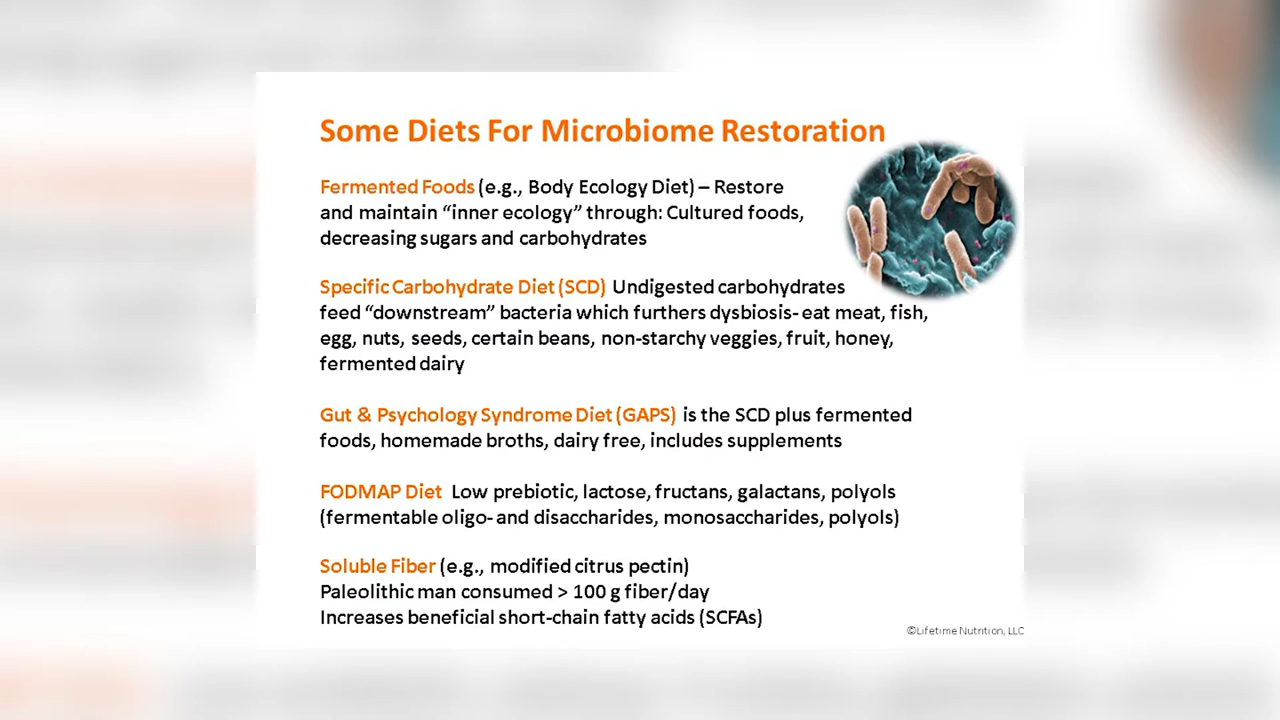 Some Diets For Microbiome Restoration
Fermented Foods (e.g., Body Ecology Diet) – Restore
and maintain “inner ecology” through: Cultured foods,
decreasing sugars and carbohydrates
Specific Carbohydrate Diet (SCD) Undigested carbohydrates
feed “downstream” bacteria which furthers dysbiosis- eat meat, fish,
egg, nuts, seeds, certain beans, non-starchy veggies, fruit, honey,
fermented dairy
Gut & Psychology Syndrome Diet (GAPS) is the SCD plus fermented
foods, homemade broths, dairy free, includes supplements
FODMAP Diet Low prebiotic, lactose, fructans, galactans, polyols
(fermentable oligo- and disaccharides, monosaccharides, polyols)
Soluble Fiber (e.g., modified citrus pectin)
Paleolithic man consumed > 100 g fiber/day
Increases beneficial short-chain fatty acids (SCFAs)
©Lifetime Nutrition, LLC